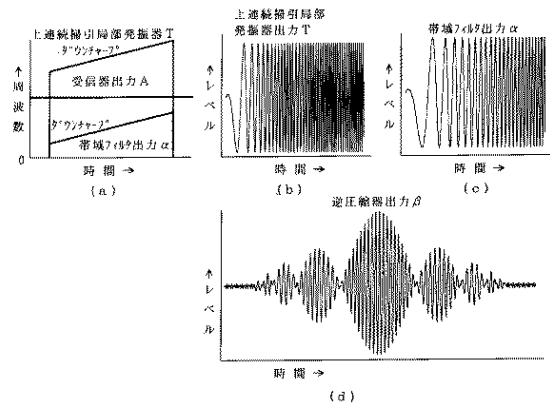 上連続掃引局部発振器T
ダウンチャープ
受信器出力A
ダウンチャープ
帯域フィルタ出力α
↑周波数
0
時間→
(a)
上連続掃引局部
発振器出力T
↑レベル
時間→
(b)
帯域フィルタ出力α
↑レベル
時間→
(c)
逆圧縮器出力β
↑レベル
時間→
(d)